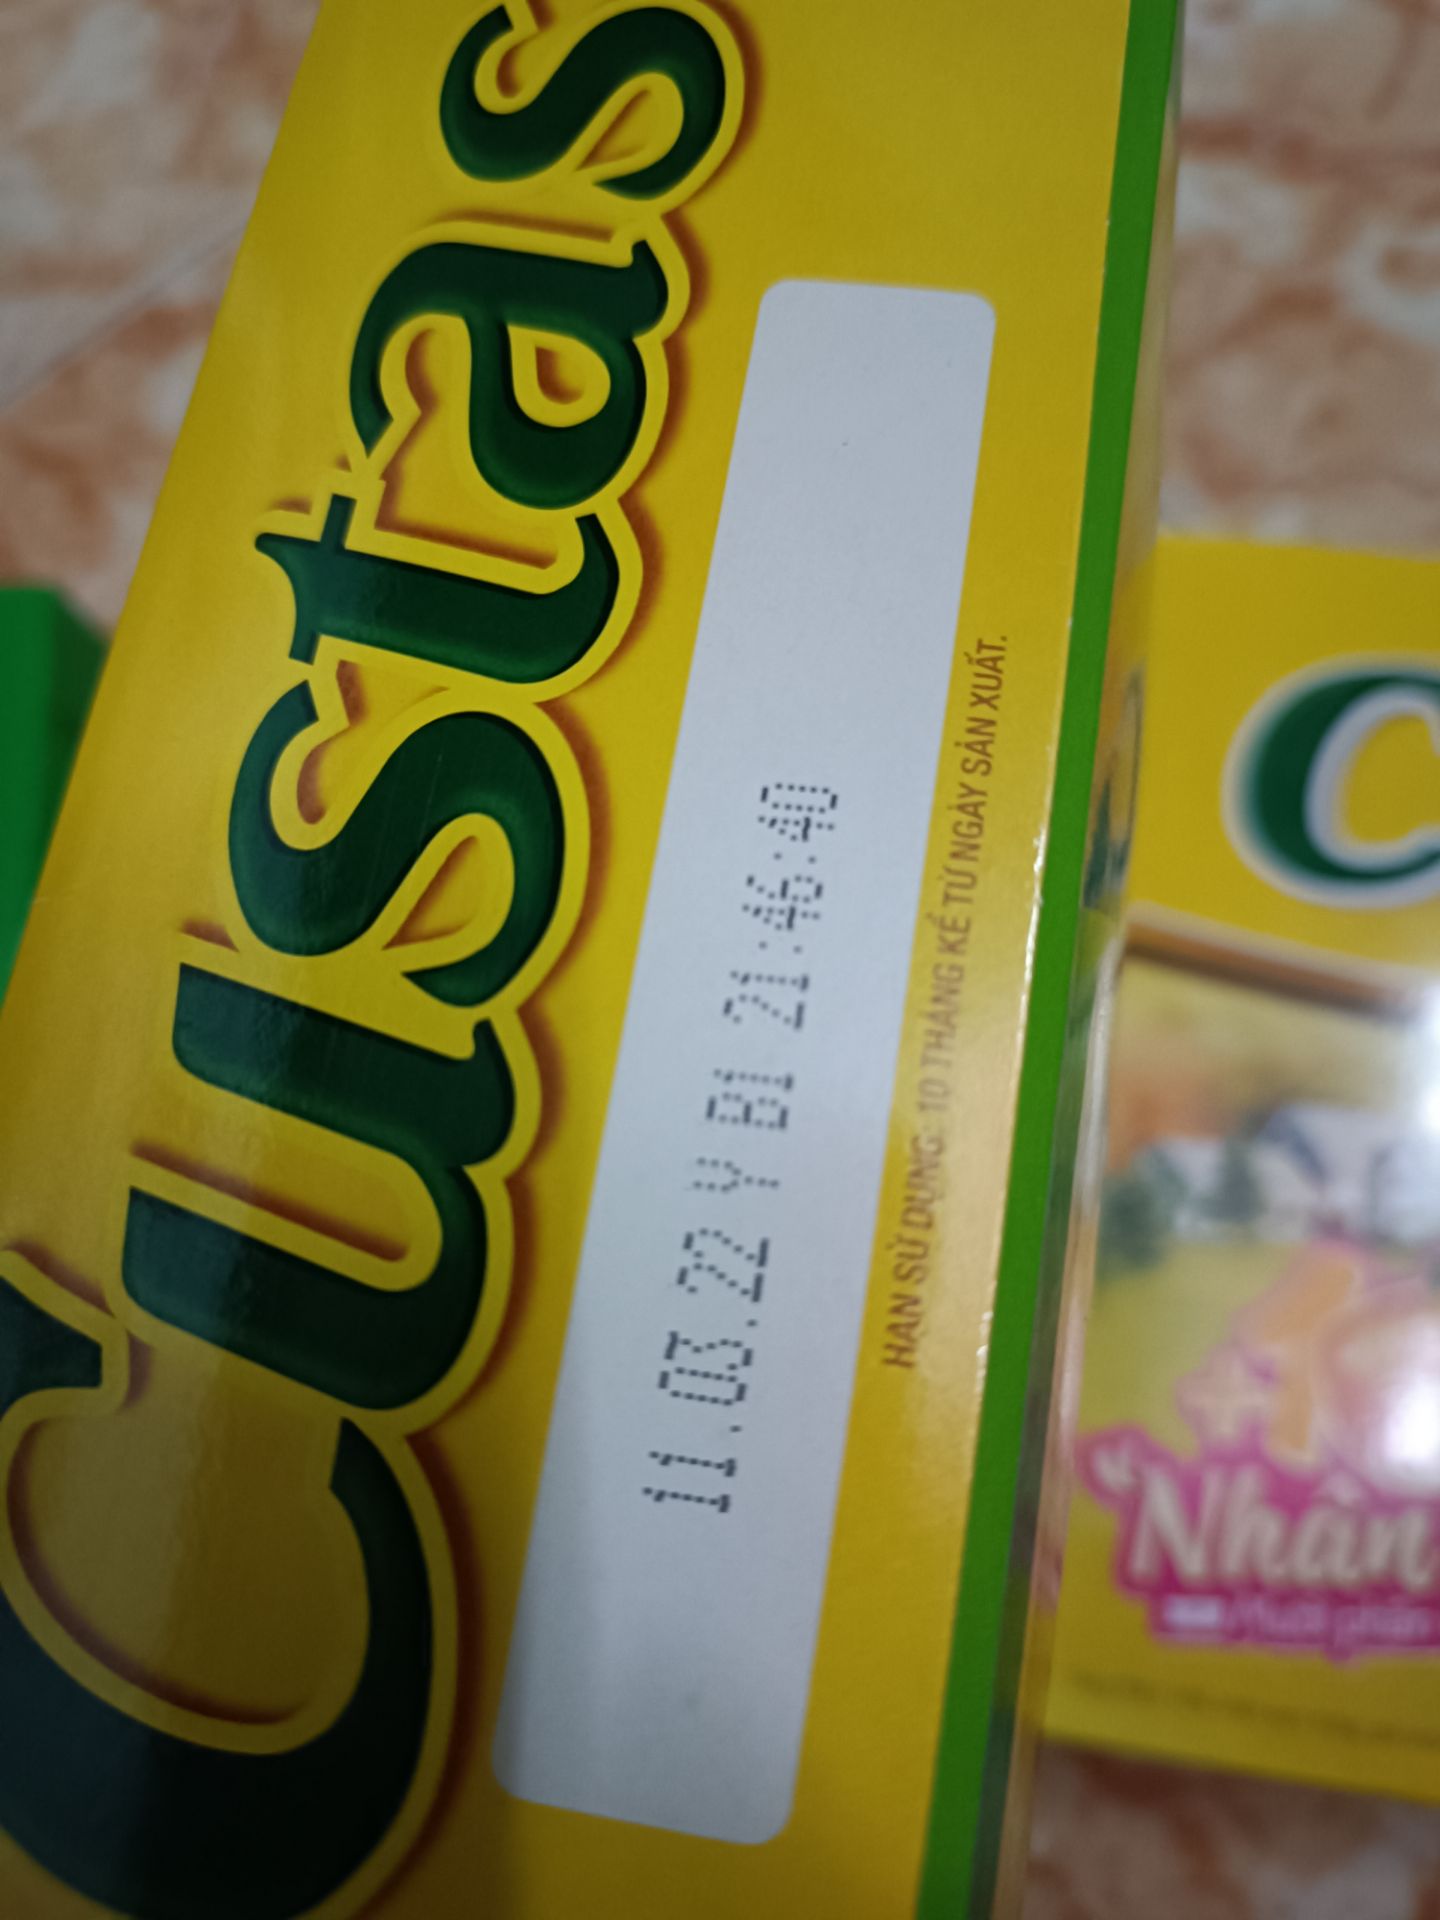 Custas
11.03.22 Y B1 21:46:40
HẠN SỬ DỤNG: 10 THÁNG KỂ TỪ NGÀY SẢN XUẤT.
C
"Nhân